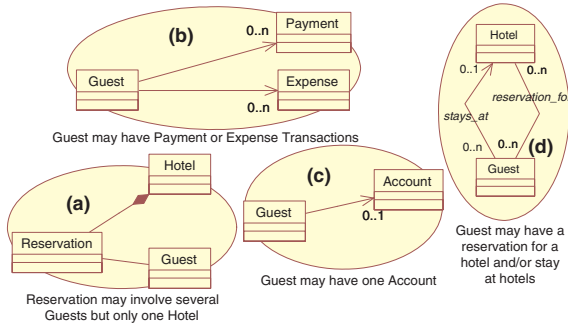 (b)
Payment
0..n
Guest
Expense
0..n
Guest may have Payment or Expense Transactions
Hotel
(a)
Reservation
Guest
Reservation may involve several
Guests but only one Hotel
(c)
Account
Guest
0..1
Guest may have one Account
Hotel
0..1
0..n
reservation_for
stays_at
0..n
0..n
(d)
Guest
Guest may have a
reservation for a
hotel and/or stay
at hotels